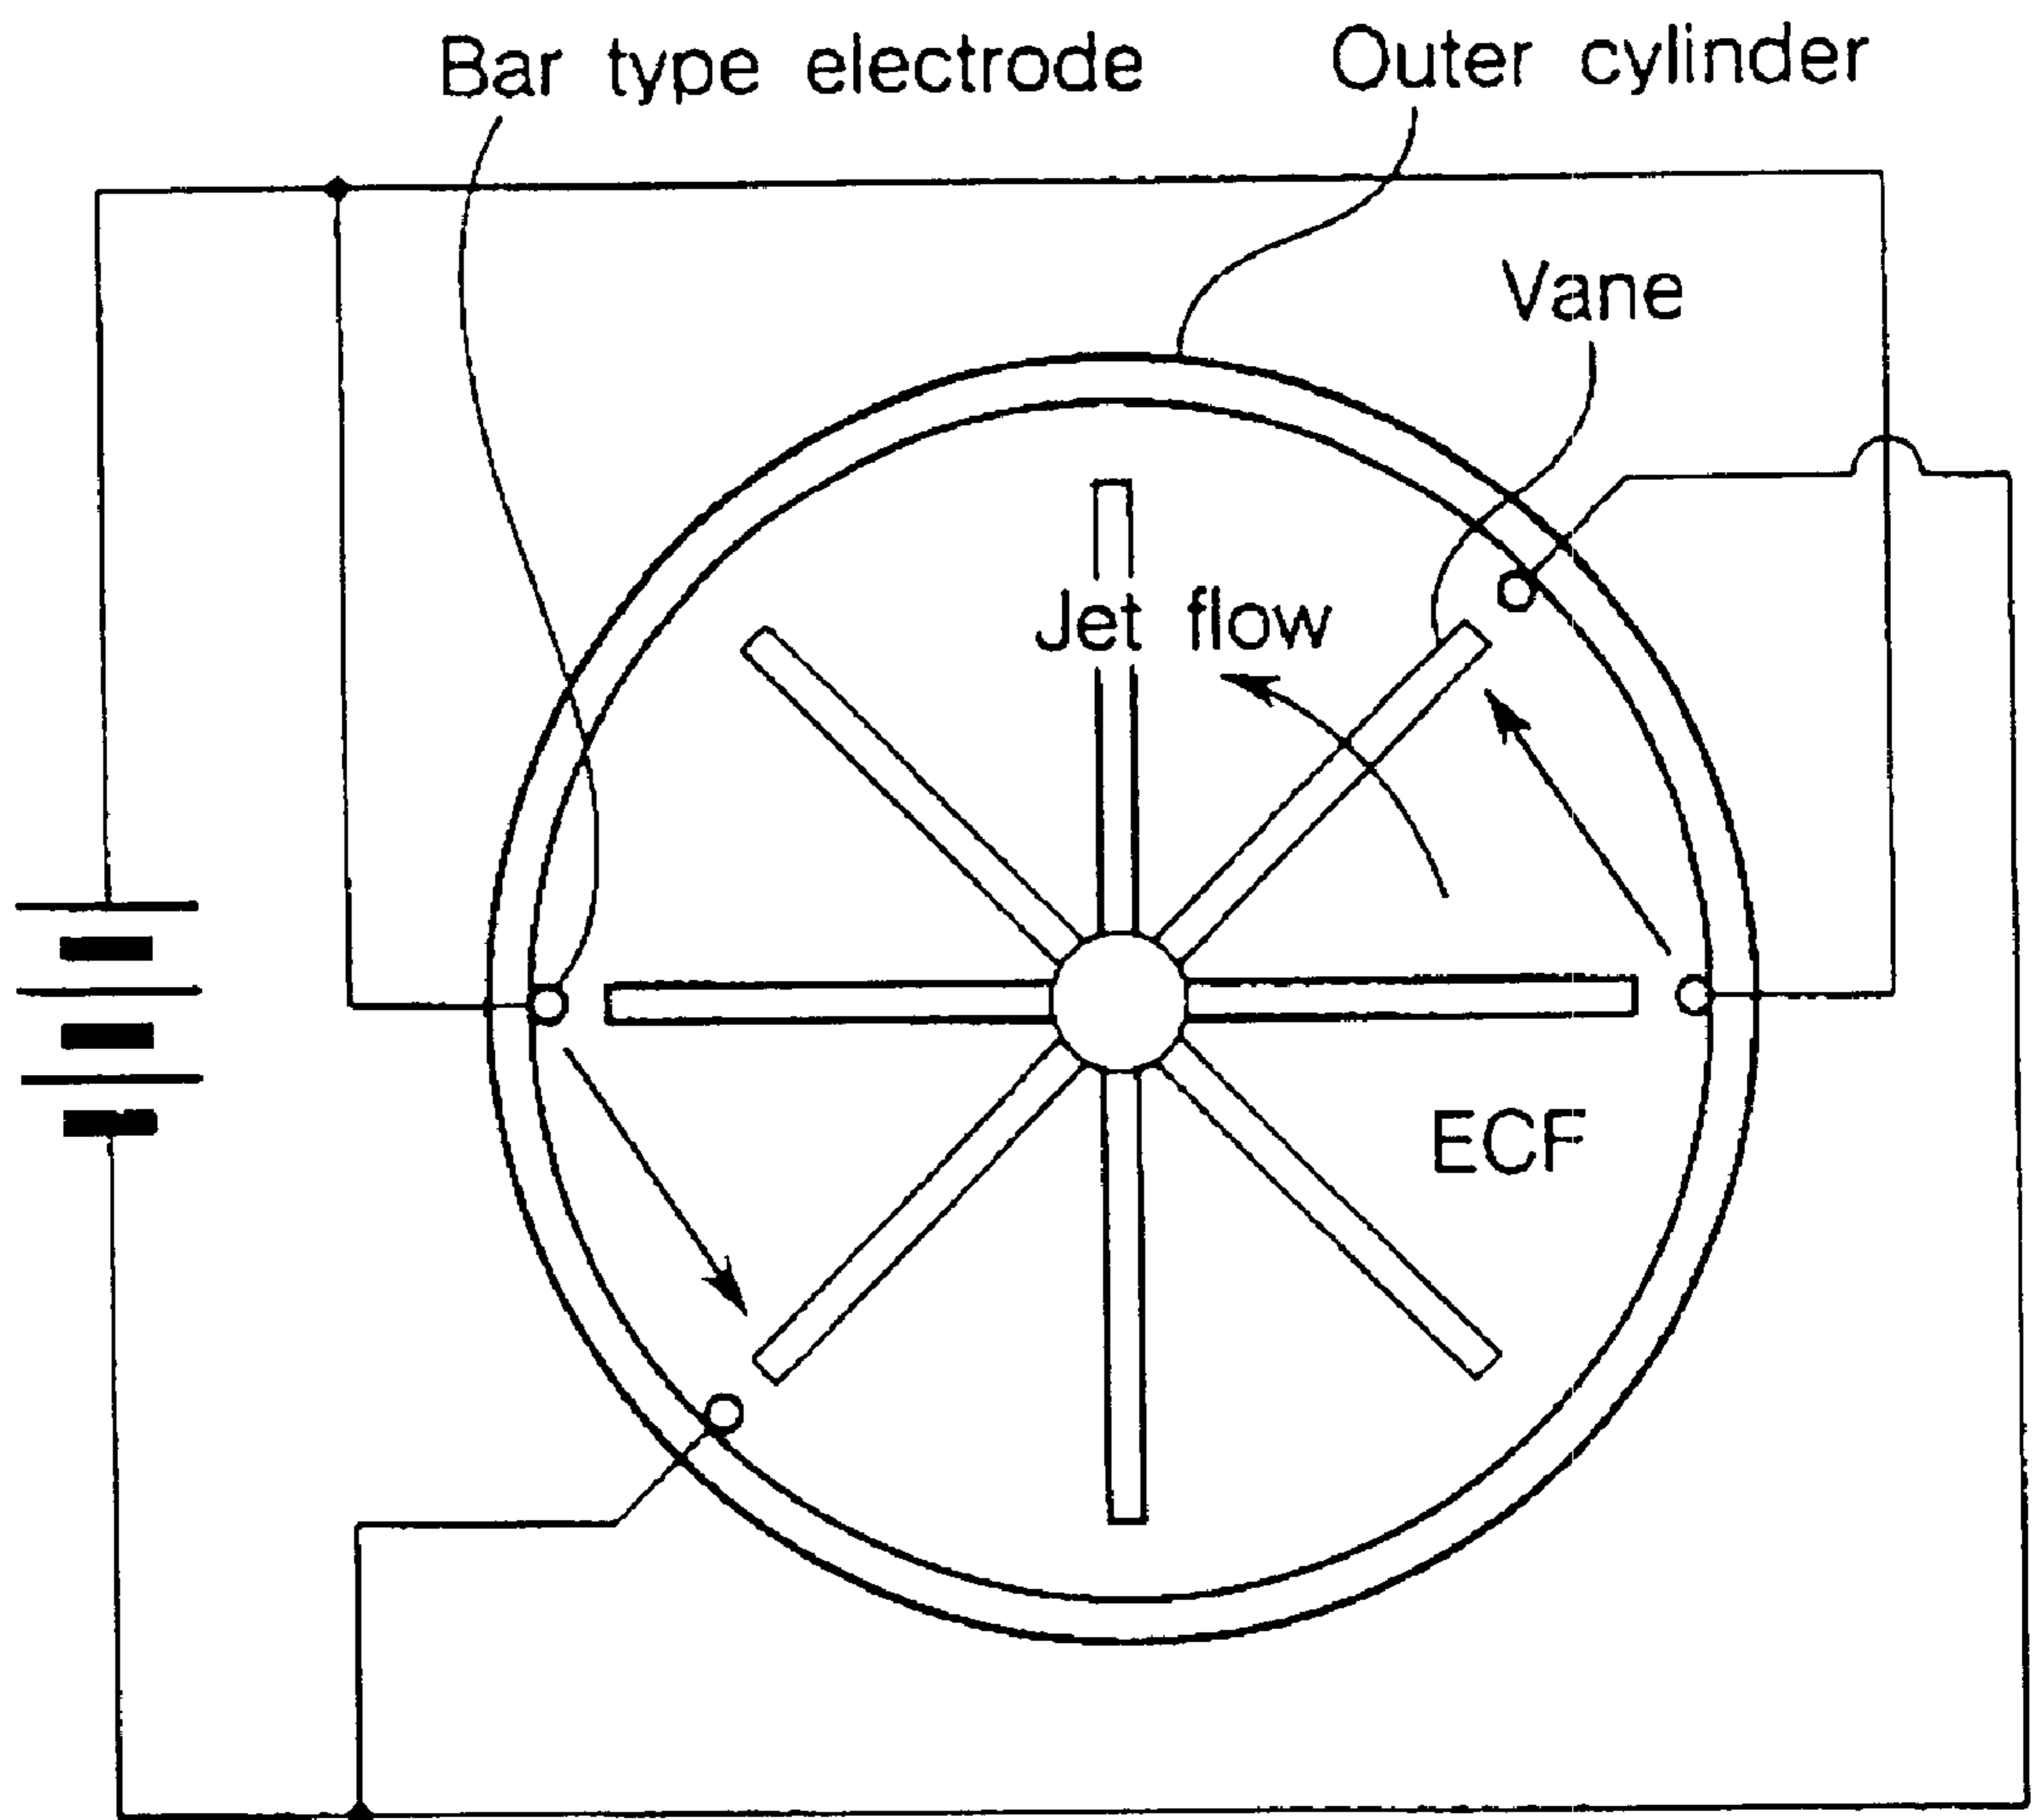 Bar type electrode
Outer cylinder
Vane
Jet flow
ECF